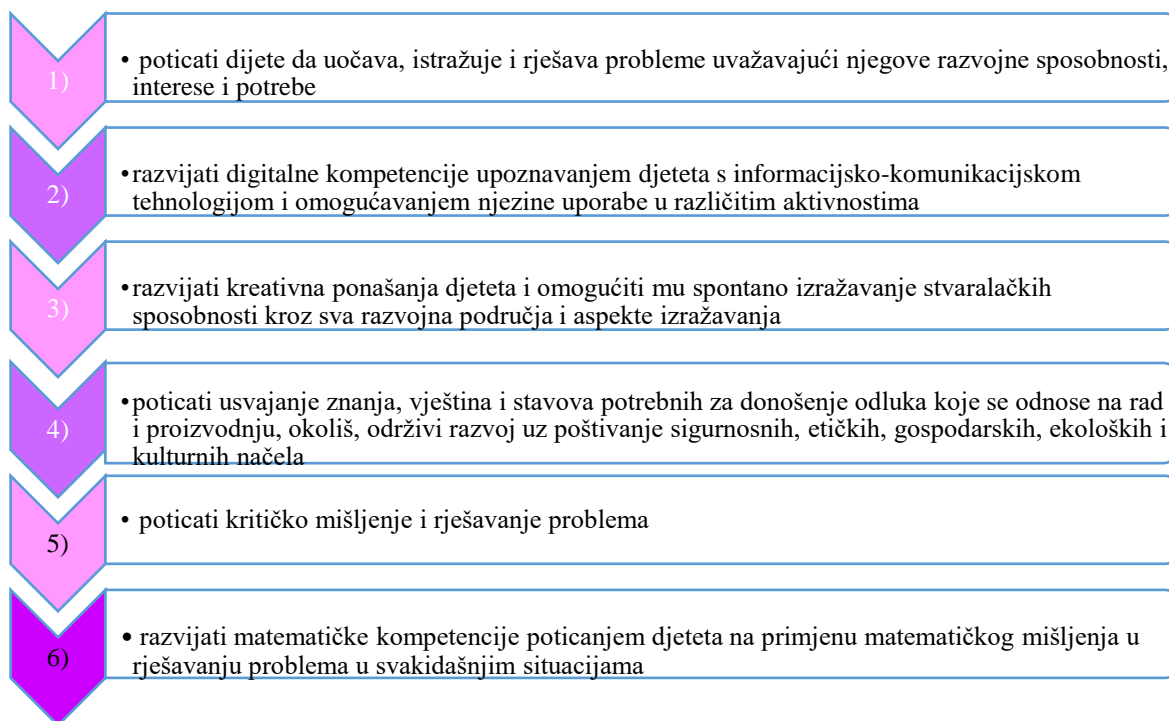 1)
• poticati dijete da uočava, istražuje i rješava probleme uvažavajući njegove razvojne sposobnosti,
interese i potrebe
2)
•razvijati digitalne kompetencije upoznavanjem djeteta s informacijsko-komunikacijskom
tehnologijom i omogućavanjem njezine uporabe u različitim aktivnostima
3)
•razvijati kreativna ponašanja djeteta i omogućiti mu spontano izražavanje stvaralačkih
sposobnosti kroz sva razvojna područja i aspekte izražavanja
4)
•poticati usvajanje znanja, vještina i stavova potrebnih za donošenje odluka koje se odnose na rad
i proizvodnju, okoliš, održivi razvoj uz poštivanje sigurnosnih, etičkih, gospodarskih, ekoloških i
kulturnih načela
5)
• poticati kritičko mišljenje i rješavanje problema
6)
• razvijati matematičke kompetencije poticanjem djeteta na primjenu matematičkog mišljenja u
rješavanju problema u svakidašnjim situacijama